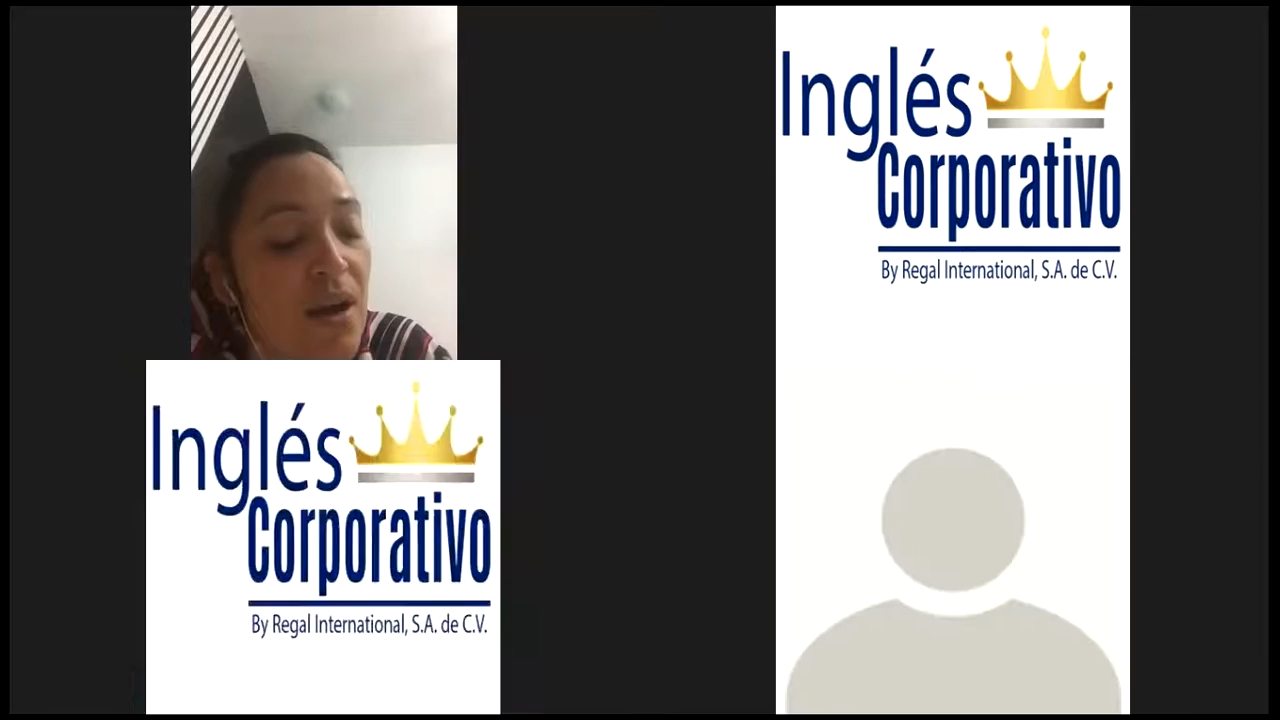 Inglés
Corporativo
By Regal International, S.A. de C.V.
Inglés
Corporativo
By Regal International, S.A. de C.V.